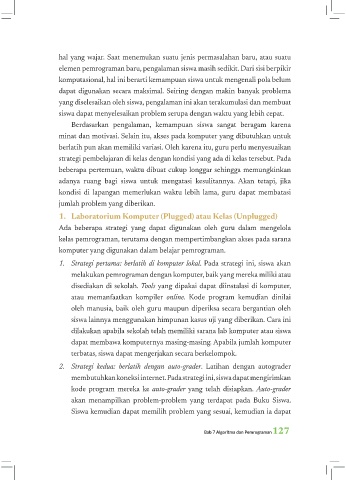 hal yang wajar. Saat menemukan suatu jenis permasalahan baru, atau suatu
elemen pemrograman baru, pengalaman siswa masih sedikit. Dari sisi berpikir
komputasional, hal ini berarti kemampuan siswa untuk mengenali pola belum
dapat digunakan secara maksimal. Seiring dengan makin banyak problema
yang diselesaikan oleh siswa, pengalaman ini akan terakumulasi dan membuat
siswa dapat menyelesaikan problem serupa dengan waktu yang lebih cepat.
Berdasarkan pengalaman, kemampuan siswa sangat beragam karena
minat dan motivasi. Selain itu, akses pada komputer yang dibutuhkan untuk
berlatih pun akan memiliki variasi. Oleh karena itu, guru perlu menyesuaikan
strategi pembelajaran di kelas dengan kondisi yang ada di kelas tersebut. Pada
beberapa pertemuan, waktu dibuat cukup longgar sehingga memungkinkan
adanya ruang bagi siswa untuk mengatasi kesulitannya. Akan tetapi, jika
kondisi di lapangan memerlukan waktu lebih lama, guru dapat membatasi
jumlah problem yang diberikan.
1. Laboratorium Komputer (Plugged) atau Kelas (Unplugged)
Ada beberapa strategi yang dapat digunakan oleh guru dalam mengelola
kelas pemrograman, terutama dengan mempertimbangkan akses pada sarana
komputer yang digunakan dalam belajar pemrograman.
1. Strategi pertama: berlatih di komputer lokal. Pada strategi ini, siswa akan
melakukan pemrograman dengan komputer, baik yang mereka miliki atau
disediakan di sekolah. Tools yang dipakai dapat diinstalasi di komputer,
atau memanfaatkan kompiler online. Kode program kemudian dinilai
oleh manusia, baik oleh guru maupun diperiksa secara bergantian oleh
siswa lainnya menggunakan himpunan kasus uji yang diberikan. Cara ini
dilakukan apabila sekolah telah memiliki sarana lab komputer atau siswa
dapat membawa komputernya masing-masing. Apabila jumlah komputer
terbatas, siswa dapat mengerjakan secara berkelompok.
2. Strategi kedua: berlatih dengan auto-grader. Latihan dengan autograder
membutuhkan koneksi internet. Pada strategi ini, siswa dapat mengirimkan
kode program mereka ke auto-grader yang telah disiapkan. Auto-grader
akan menampilkan problem-problem yang terdapat pada Buku Siswa.
Siswa kemudian dapat memilih problem yang sesuai, kemudian ia dapat
Bab 7 Algoritma dan Pemrograman 127